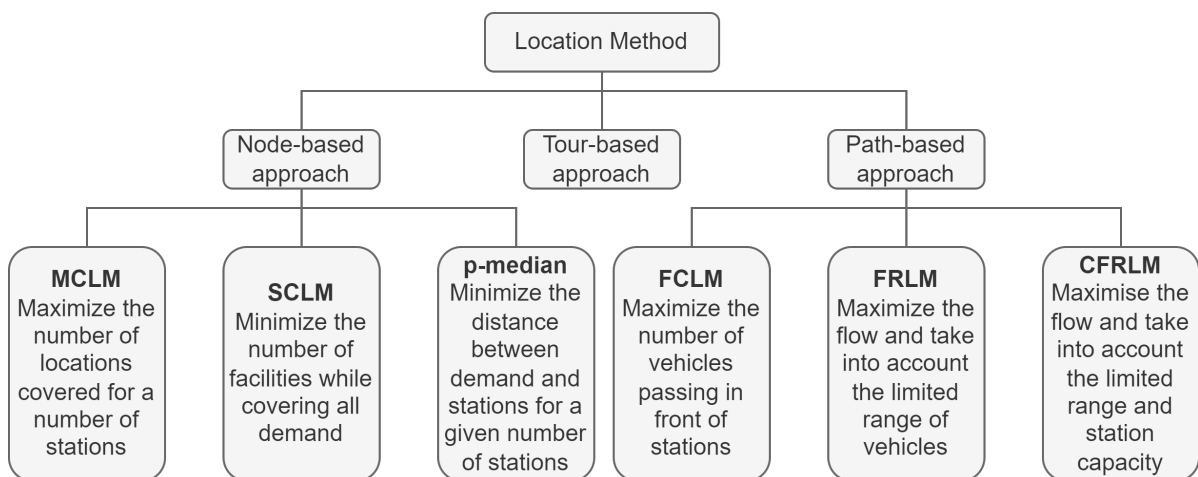 Location Method
Node-based
approach
Tour-based
approach
Path-based
approach
MCLM
Maximize the
number of
locations
covered for a
number of
stations
SCLM
Minimize the
number of
facilities while
covering all
demand
p-median
Minimize the
distance
between
demand and
stations for a
given number
of stations
FCLM
Maximize the
number of
vehicles
passing in
front of
stations
FRLM
Maximize the
flow and take
into account
the limited
range of
vehicles
CFRLM
Maximise the
flow and take
into account
the limited
range and
station
capacity